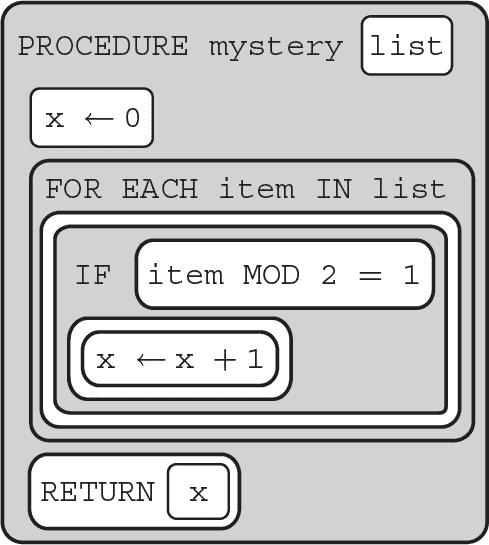 PROCEDURE mystery list
x ← 0
FOR EACH item IN list
IF item MOD 2 = 1
x ← x + 1
RETURN x